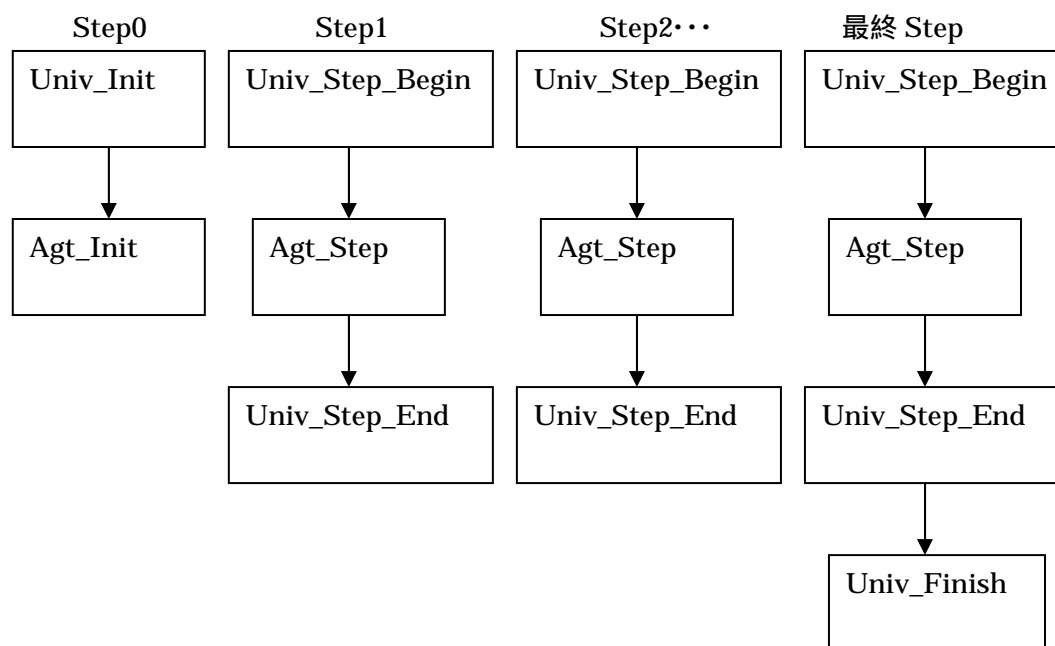 Step0 Step1 Step2・・・ 最終 Step
Univ_Init Univ_Step_Begin Univ_Step_Begin Univ_Step_Begin
Agt_Init Agt_Step Agt_Step Agt_Step
Univ_Step_End Univ_Step_End Univ_Step_End
Univ_Finish